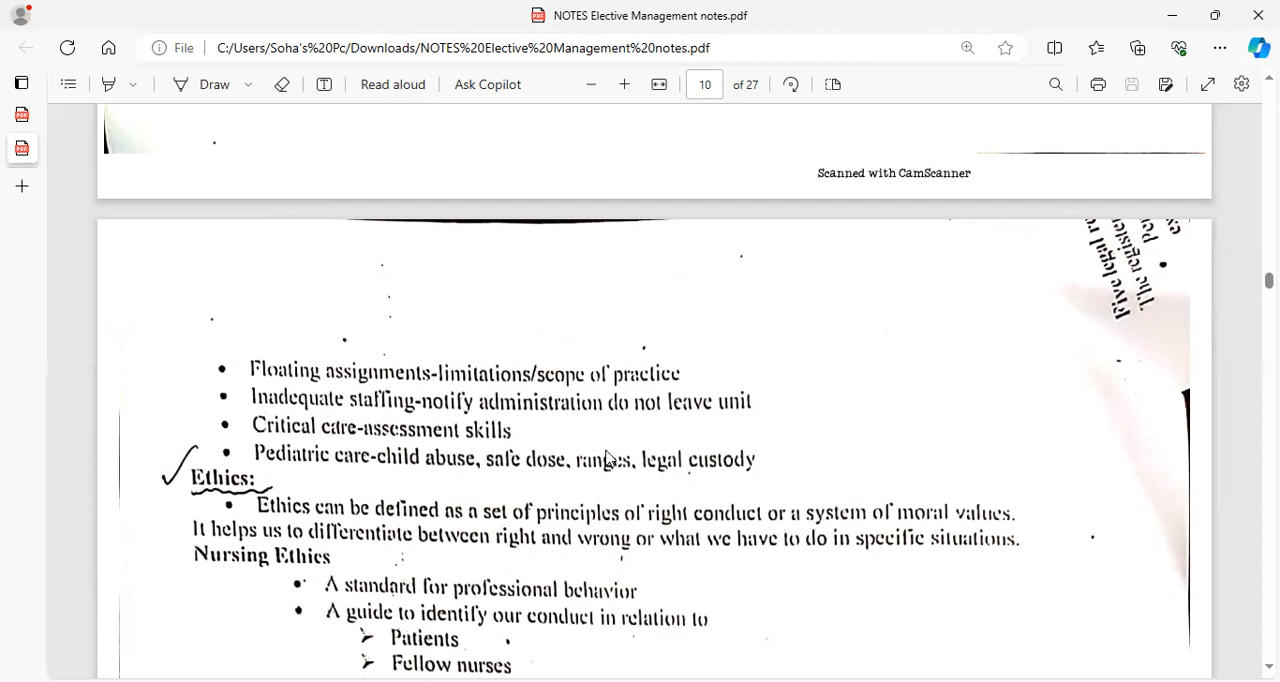 NOTES Elective Management notes.pdf
File C:/Users/Soha's%20Pc/Downloads/NOTES%20Elective%20Management%20notes.pdf
Draw Read aloud Ask Copilot 10 of 27
Scanned with CamScanner
Five legal
The registe
Per
• Floating assignments-limitations/scope of practice
• Inadequate staffing-notify administration do not leave unit
• Critical care-assessment skills
• Pediatric care-child abuse, safe dose, ranges, legal custody
Ethics:
• Ethics can be defined as a set of principles of right conduct or a system of moral values.
It helps us to differentiate between right and wrong or what we have to do in specific situations.
Nursing Ethics
• A standard for professional behavior
• A guide to identify our conduct in relation to
➢ Patients
➢ Fellow nurses